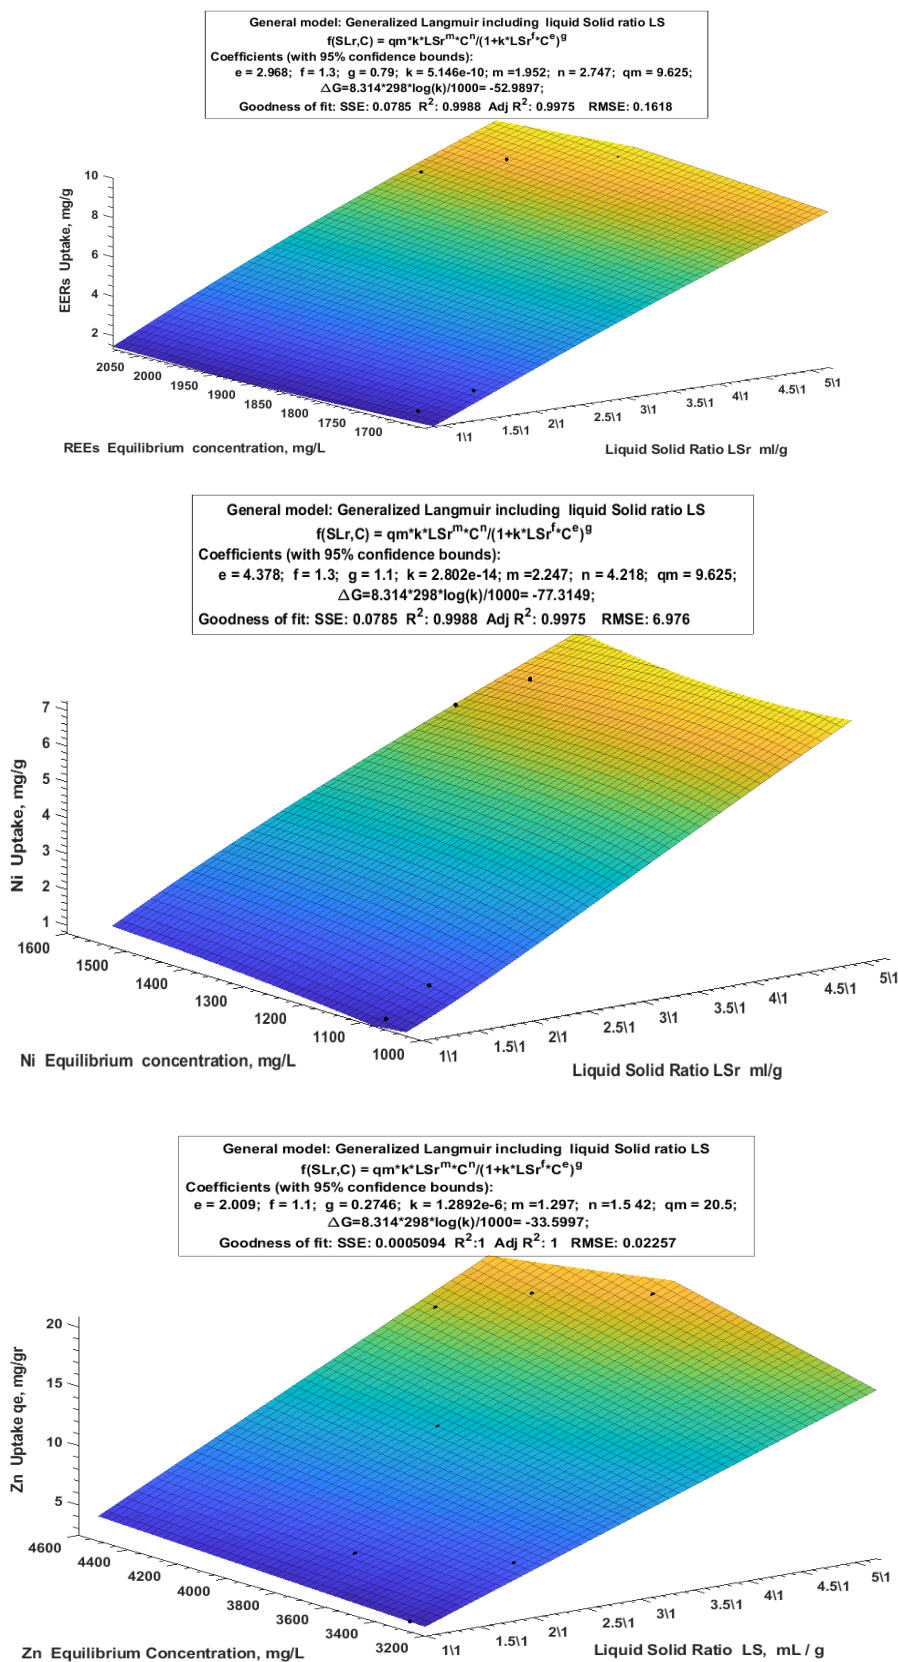 General model: Generalized Langmuir including liquid Solid ratio LS
f(SLr,C) = qm*k*LSr^m*C^n/(1+k*LSr^f*C^e)^g
Coefficients (with 95% confidence bounds):
e = 2.968; f = 1.3; g = 0.79; k = 5.146e-10; m =1.952; n = 2.747; qm = 9.625;
ΔG=8.314*298*log(k)/1000= -52.9897;
Goodness of fit: SSE: 0.0785 R^2: 0.9988 Adj R^2: 0.9975 RMSE: 0.1618
EERs Uptake, mg/g
10
8
6
4
2
2050
2000
1950
1900
1850
1800
1750
1700
REEs Equilibrium concentration, mg/L
1\1
1.5\1
2\1
2.5\1
3\1
3.5\1
4\1
4.5\1
5\1
Liquid Solid Ratio LSr ml/g
General model: Generalized Langmuir including liquid Solid ratio LS
f(SLr,C) = qm*k*LSr^m*C^n/(1+k*LSr^f*C^e)^g
Coefficients (with 95% confidence bounds):
e = 4.378; f = 1.3; g = 1.1; k = 2.802e-14; m =2.247; n = 4.218; qm = 9.625;
ΔG=8.314*298*log(k)/1000= -77.3149;
Goodness of fit: SSE: 0.0785 R^2: 0.9988 Adj R^2: 0.9975 RMSE: 6.976
Ni Uptake, mg/g
7
6
5
4
3
2
1
1600
1500
1400
1300
1200
1100
1000
Ni Equilibrium concentration, mg/L
1\1
1.5\1
2\1
2.5\1
3\1
3.5\1
4\1
4.5\1
5\1
Liquid Solid Ratio LSr ml/g
General model: Generalized Langmuir including liquid Solid ratio LS
f(SLr,C) = qm*k*LSr^m*C^n/(1+k*LSr^f*C^e)^g
Coefficients (with 95% confidence bounds):
e = 2.009; f = 1.1; g = 0.2746; k = 1.2892e-6; m =1.297; n =1.5 42; qm = 20.5;
ΔG=8.314*298*log(k)/1000= -33.5997;
Goodness of fit: SSE: 0.0005094 R^2:1 Adj R^2: 1 RMSE: 0.02257
Zn Uptake qe, mg/gr
20
15
10
5
4600
4400
4200
4000
3800
3600
3400
3200
Zn Equilibrium Concentration, mg/L
1\1
1.5\1
2\1
2.5\1
3\1
3.5\1
4\1
4.5\1
5\1
Liquid Solid Ratio LS, mL / g